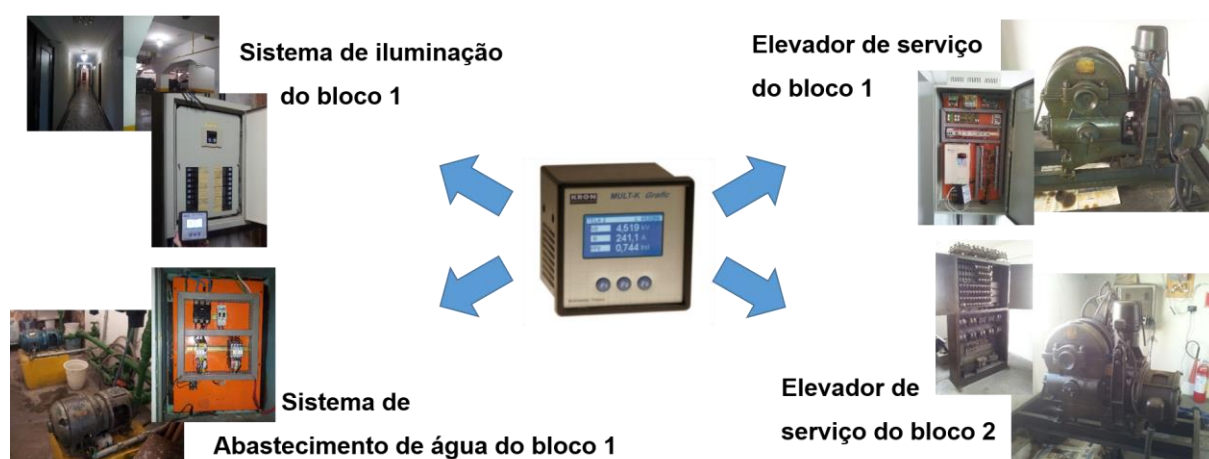 Sistema de iluminação
do bloco 1
Elevador de serviço
do bloco 1
KRON
MULT-K Grafic
4,619 kV
241,1 A
0,744 ind
Sistema de
Abastecimento de água do bloco 1
Elevador de
serviço do bloco 2